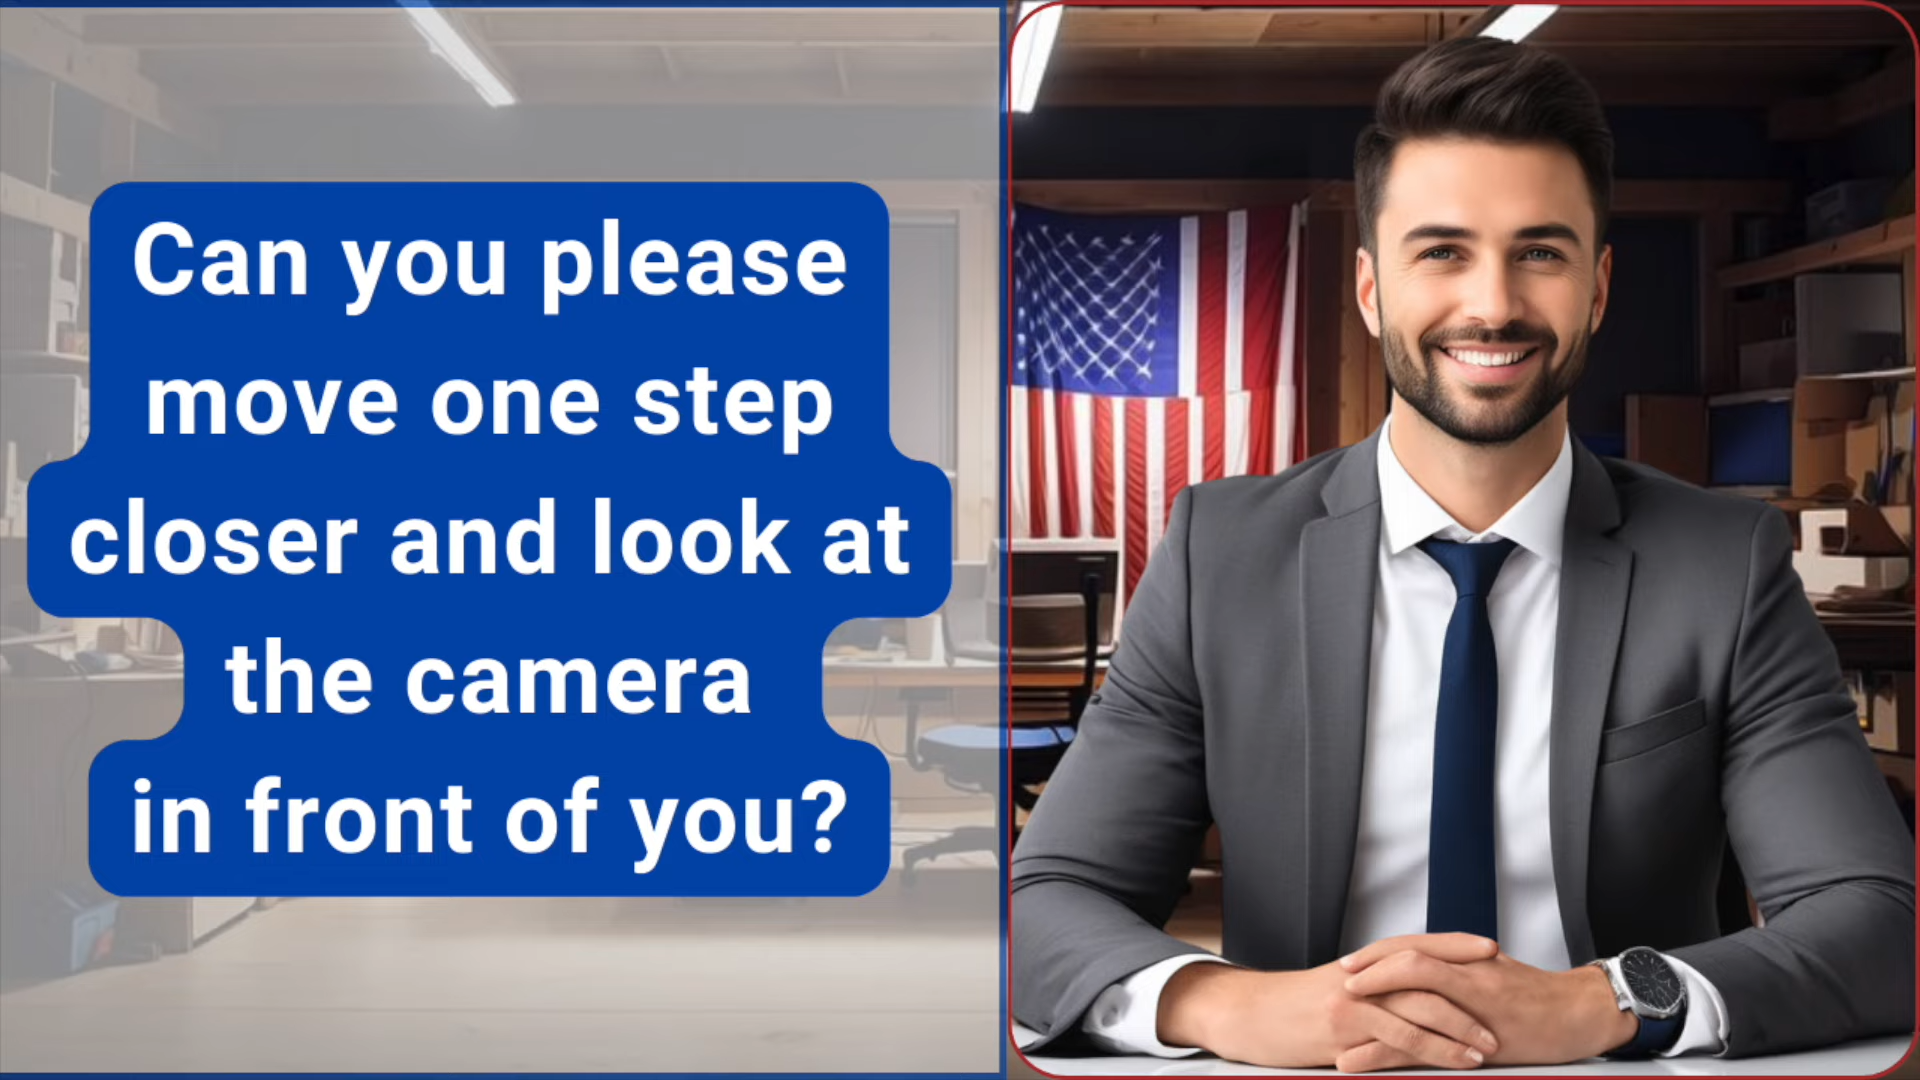 Can you please
move one step
closer and look at
the camera
in front of you?